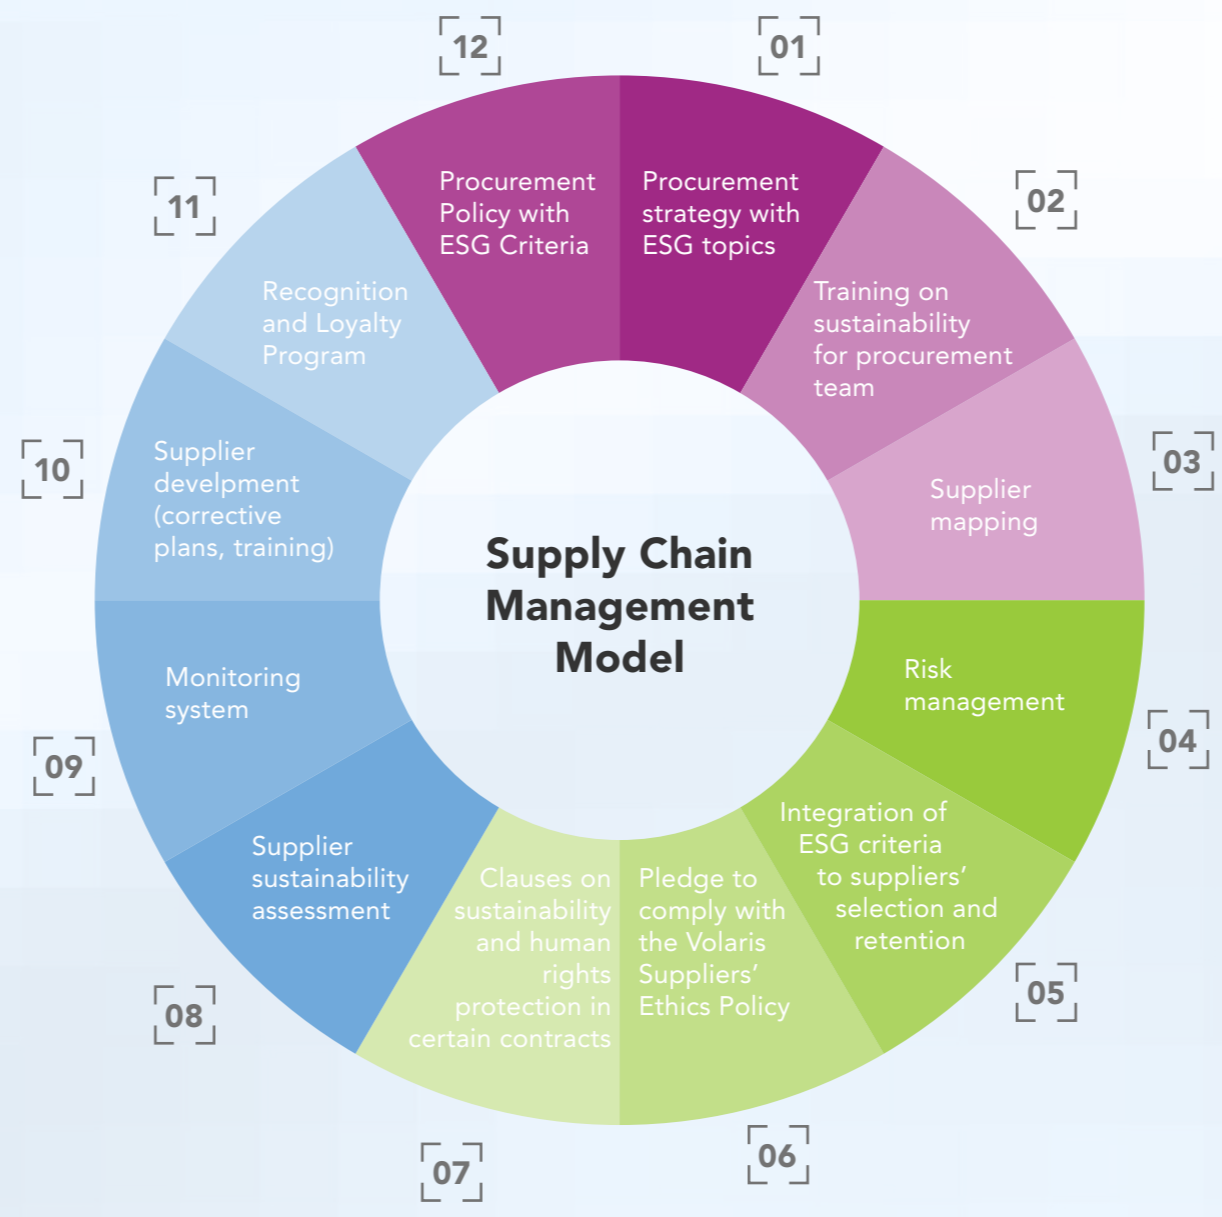 Supply Chain
Management
Model
01
Procurement
strategy with
ESG topics
02
Training on
sustainability
for procurement
team
03
Supplier
mapping
04
Risk
management
05
Integration of
ESG criteria
to suppliers’
selection and
retention
06
Pledge to
comply with
the Volaris
Suppliers’
Ethics Policy
07
Clauses on
sustainability
and human
rights
protection in
certain contracts
08
Supplier
sustainability
assessment
09
Monitoring
system
10
Supplier
develpment
(corrective
plans, training)
11
Recognition
and Loyalty
Program
12
Procurement
Policy with
ESG Criteria